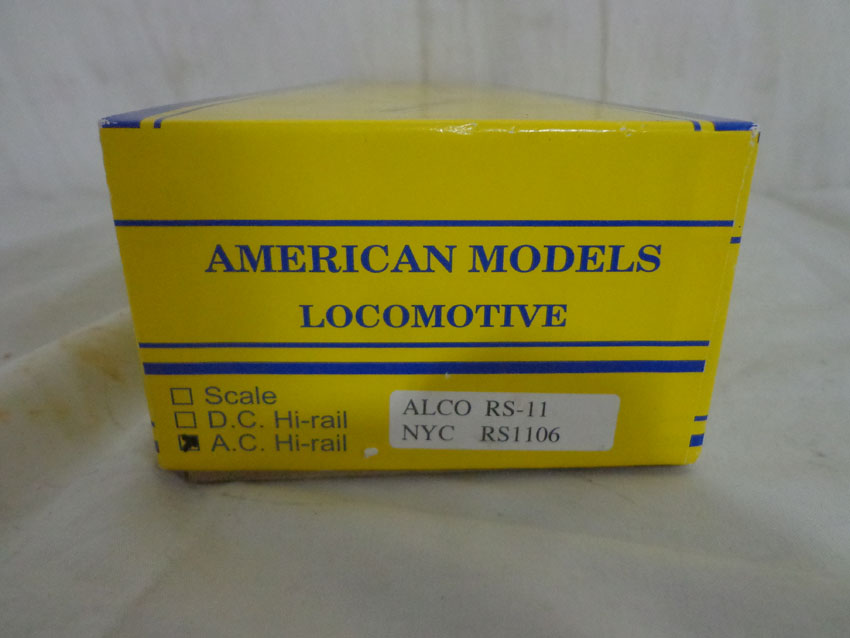 AMERICAN MODELS
LOCOMOTIVE
Scale
D.C. Hi-rail
A.C. Hi-rail
ALCO RS-11
NYC RS1106